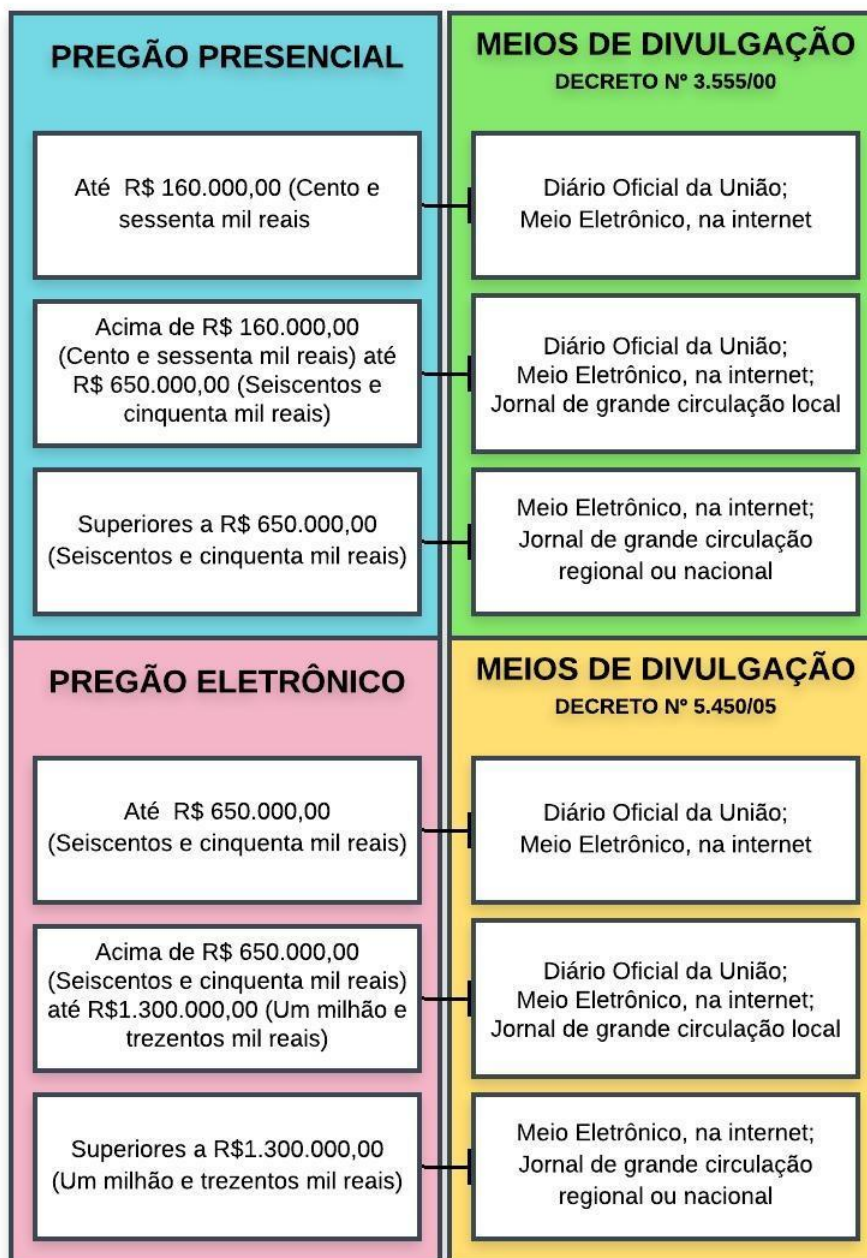 PREGÃO PRESENCIAL
MEIOS DE DIVULGAÇÃO
DECRETO Nº 3.555/00
Até R$ 160.000,00 (Cento e
sessenta mil reais
Diário Oficial da União;
Meio Eletrônico, na internet
Acima de R$ 160.000,00
(Cento e sessenta mil reais) até
R$ 650.000,00 (Seiscentos e
cinquenta mil reais)
Diário Oficial da União;
Meio Eletrônico, na internet;
Jornal de grande circulação local
Superiores a R$ 650.000,00
(Seiscentos e cinquenta mil reais)
Meio Eletrônico, na internet;
Jornal de grande circulação
regional ou nacional
PREGÃO ELETRÔNICO
MEIOS DE DIVULGAÇÃO
DECRETO Nº 5.450/05
Até R$ 650.000,00
(Seiscentos e cinquenta mil reais)
Diário Oficial da União;
Meio Eletrônico, na internet
Acima de R$ 650.000,00
(Seiscentos e cinquenta mil reais)
até R$1.300.000,00 (Um milhão e
trezentos mil reais)
Diário Oficial da União;
Meio Eletrônico, na internet;
Jornal de grande circulação local
Superiores a R$1.300.000,00
(Um milhão e trezentos mil reais)
Meio Eletrônico, na internet;
Jornal de grande circulação
regional ou nacional